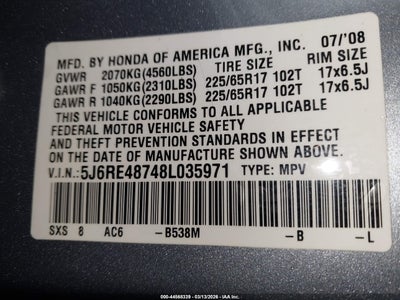 MFD. BY HONDA OF AMERICA MFG., INC. 07/'08
GVWR 2070KG(4560LBS) TIRE SIZE RIM SIZE
GAWR F 1050KG(2310LBS) 225/65R17 102T 17x6.5J
GAWR R 1040KG(2290LBS) 225/65R17 102T 17x6.5J
THIS VEHICLE CONFORMS TO ALL APPLICABLE
FEDERAL MOTOR VEHICLE SAFETY
AND THEFT PREVENTION STANDARDS IN EFFECT
ON THE DATE OF MANUFACTURE SHOWN ABOVE.
V.I.N.: 5J6RE48748L035971 TYPE: MPV
SXS 8 AC6 -B538M -B -L
000-44568339 - 03/13/2026 - IAA Inc.